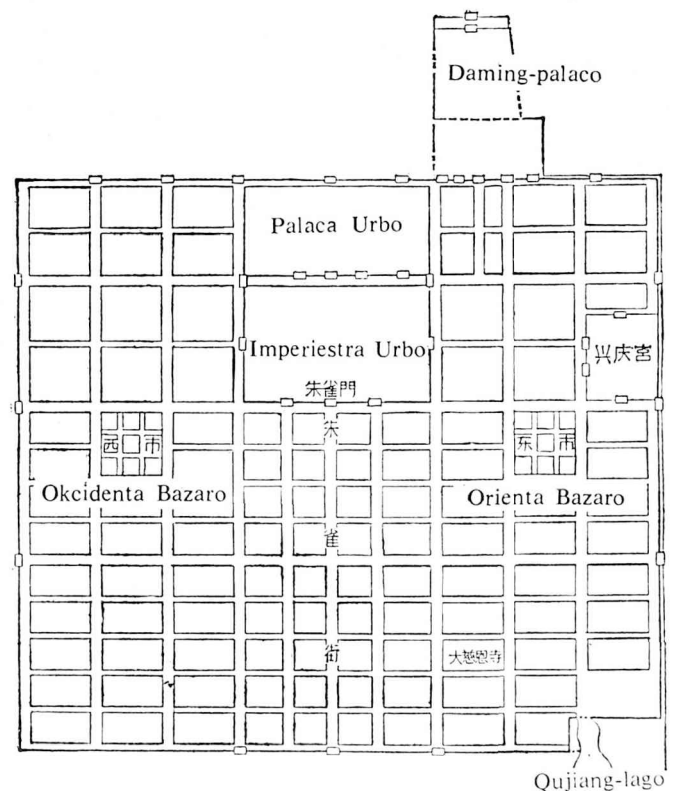 Daming-palaco
Palaca Urbo
Imperiestra Urbo
兴庆宫
朱雀門
朱
西 市
东 市
Okcidenta Bazaro
Orienta Bazaro
雀
街
大慈恩寺
Qujiang-lago